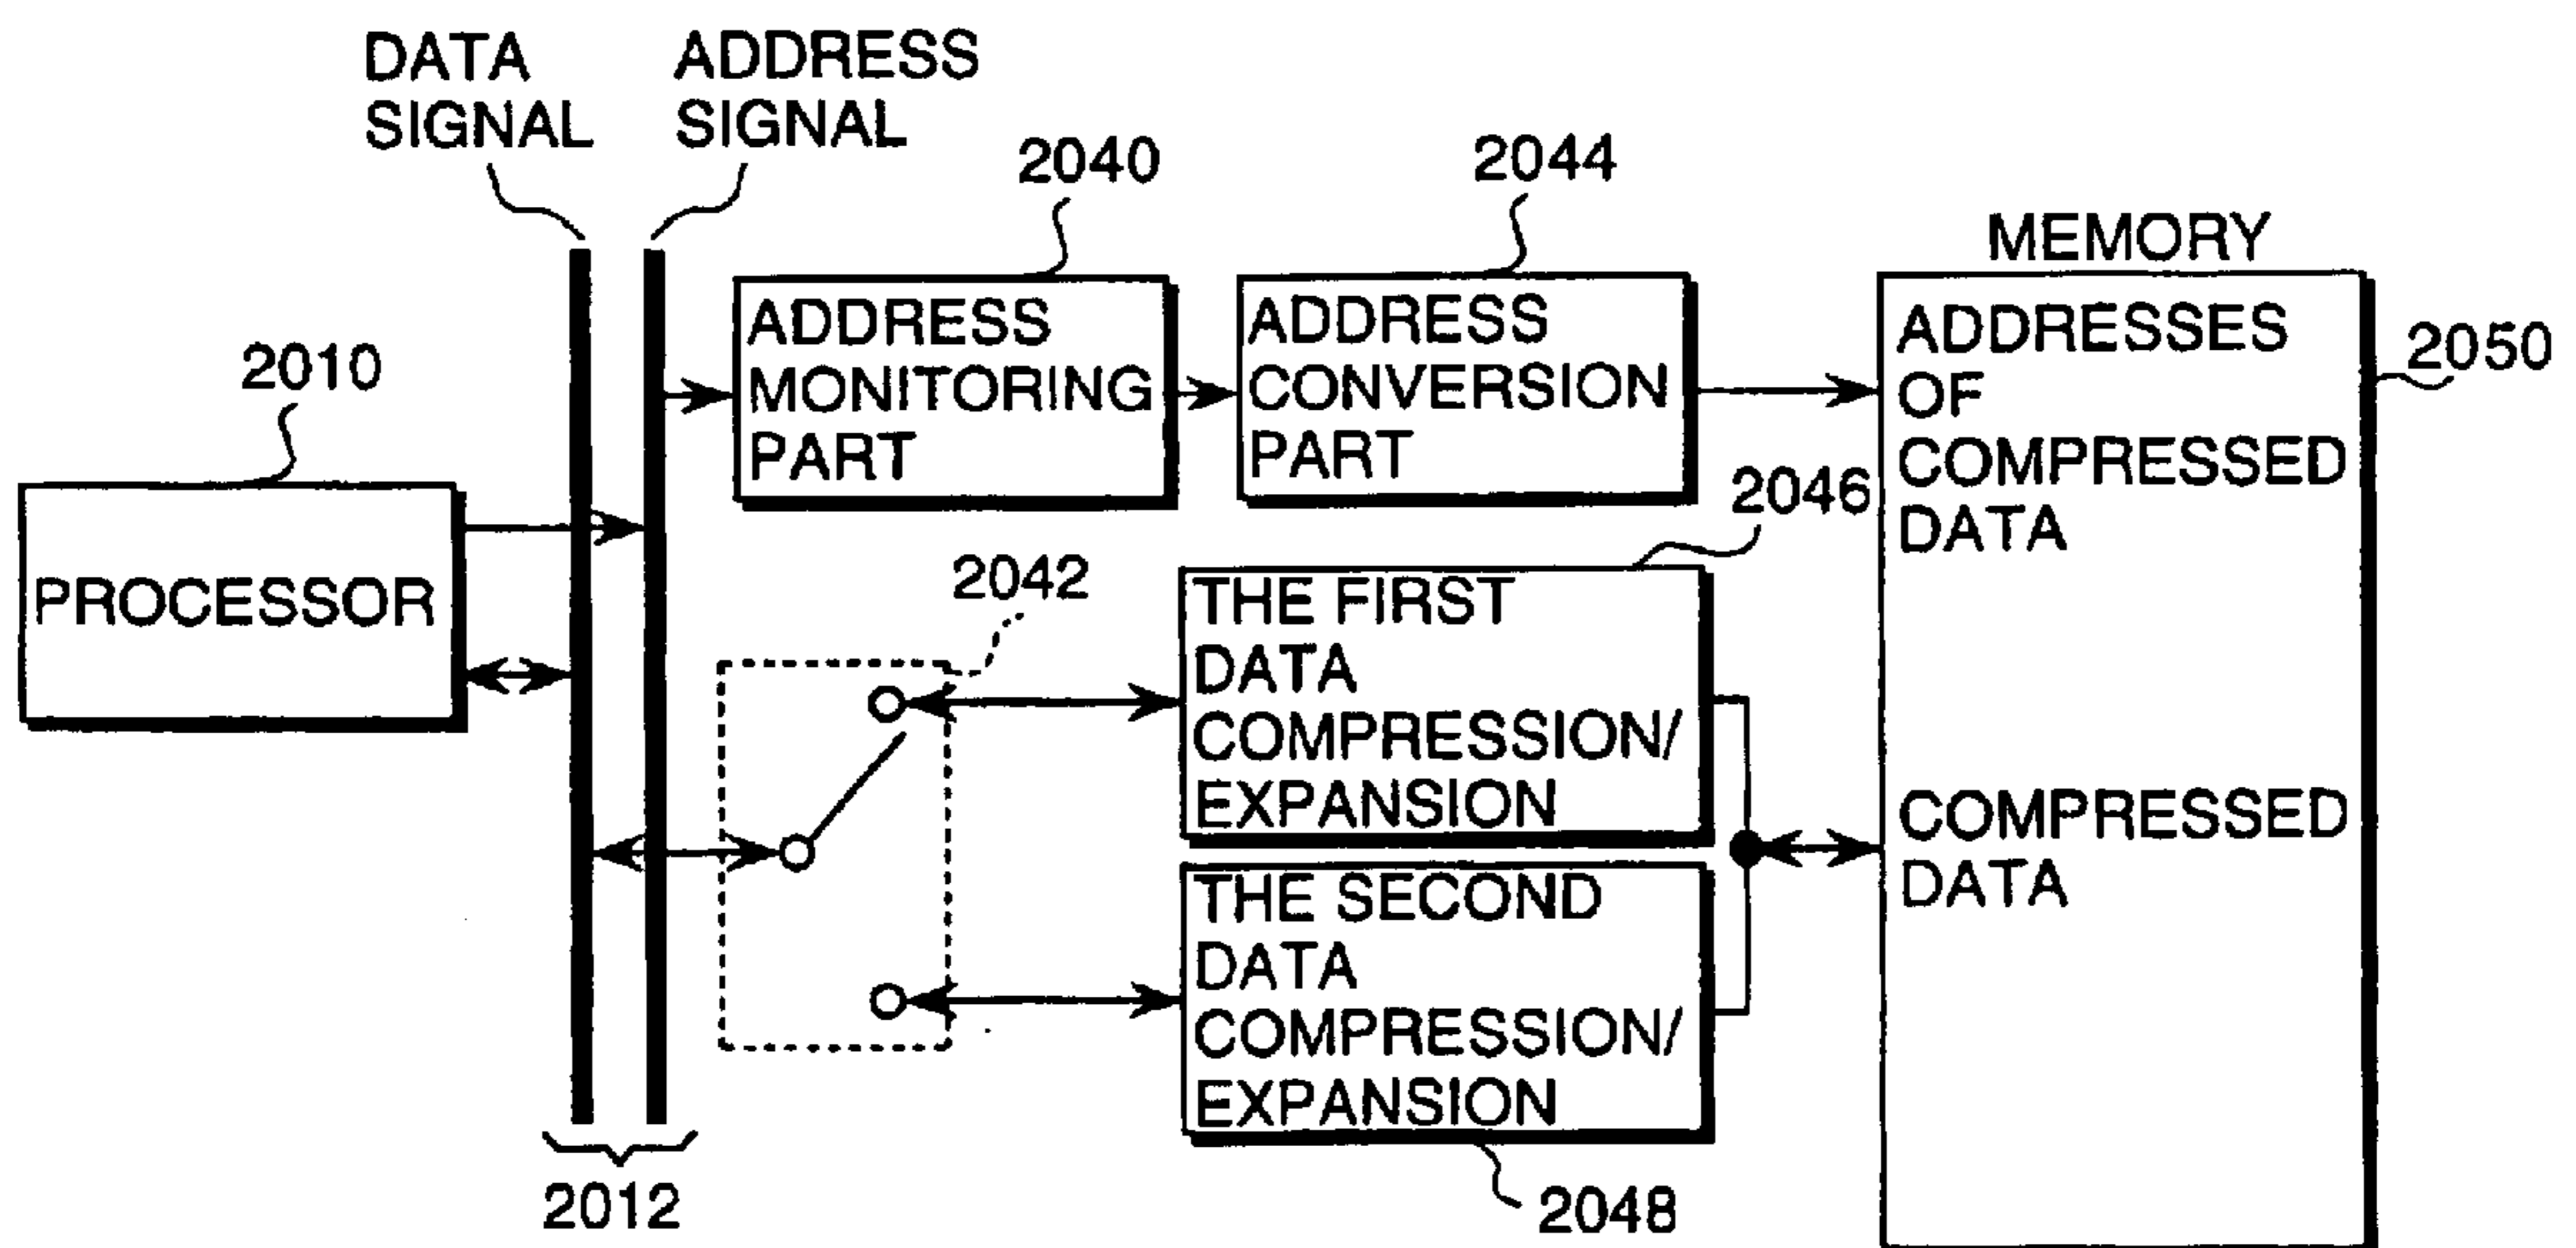 DATA
SIGNAL
ADDRESS
SIGNAL
2040
2044
MEMORY
2010
ADDRESS
MONITORING
PART
ADDRESS
CONVERSION
PART
ADDRESSES
OF
COMPRESSED
DATA
2050
2046
PROCESSOR
2042
THE FIRST
DATA
COMPRESSION/
EXPANSION
COMPRESSED
DATA
THE SECOND
DATA
COMPRESSION/
EXPANSION
2012
2048